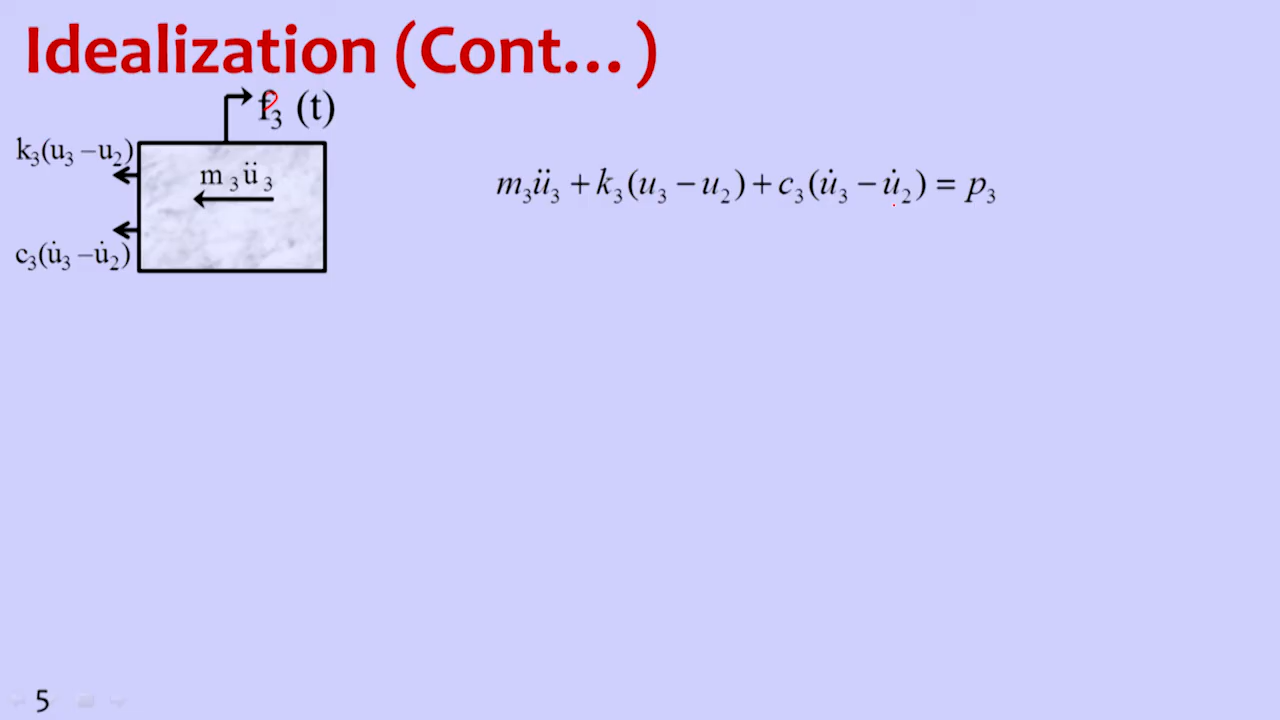 Idealization (Cont...)
f₃ (t)
k₃(u₃ –u₂)
m ₃ ü ₃
m₃ü₃ + k₃(u₃ − u₂) + c₃(u̇₃ − u̇₂) = p₃
c₃(u̇₃ –u̇₂)
5